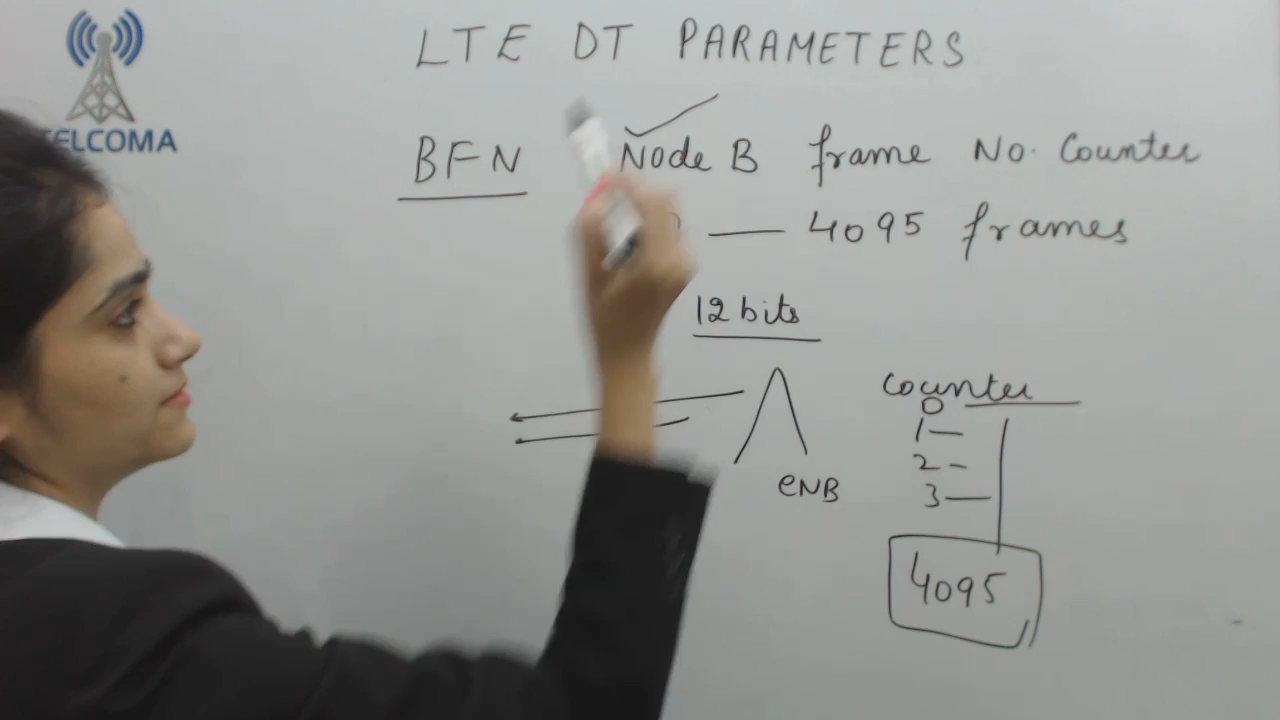 LTE DT PARAMETERS
TELCOMA
BFN Node B frame No. Counter
— 4095 frames
12 bits
Counter
0
1 —
2 -
3 —
eNB
4095